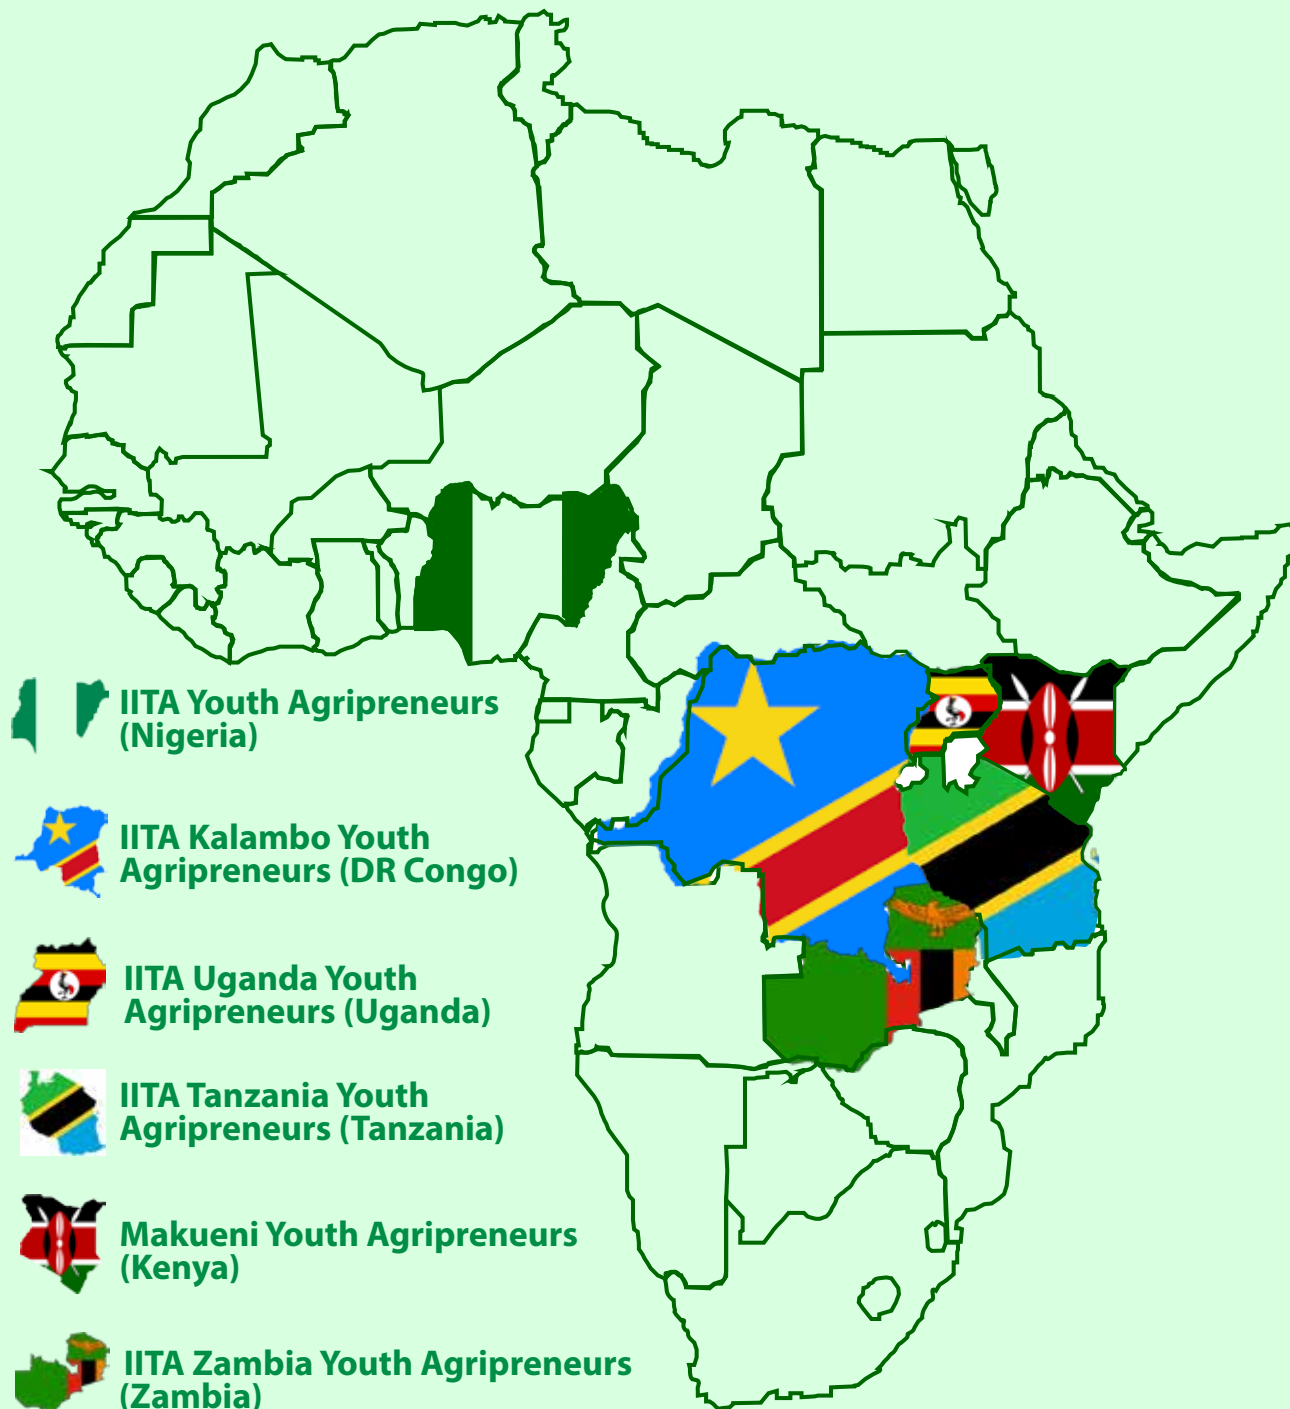 IITA Youth Agripreneurs
(Nigeria)
IITA Kalambo Youth
Agripreneurs (DR Congo)
IITA Uganda Youth
Agripreneurs (Uganda)
IITA Tanzania Youth
Agripreneurs (Tanzania)
Makueni Youth Agripreneurs
(Kenya)
IITA Zambia Youth Agripreneurs
(Zambia)